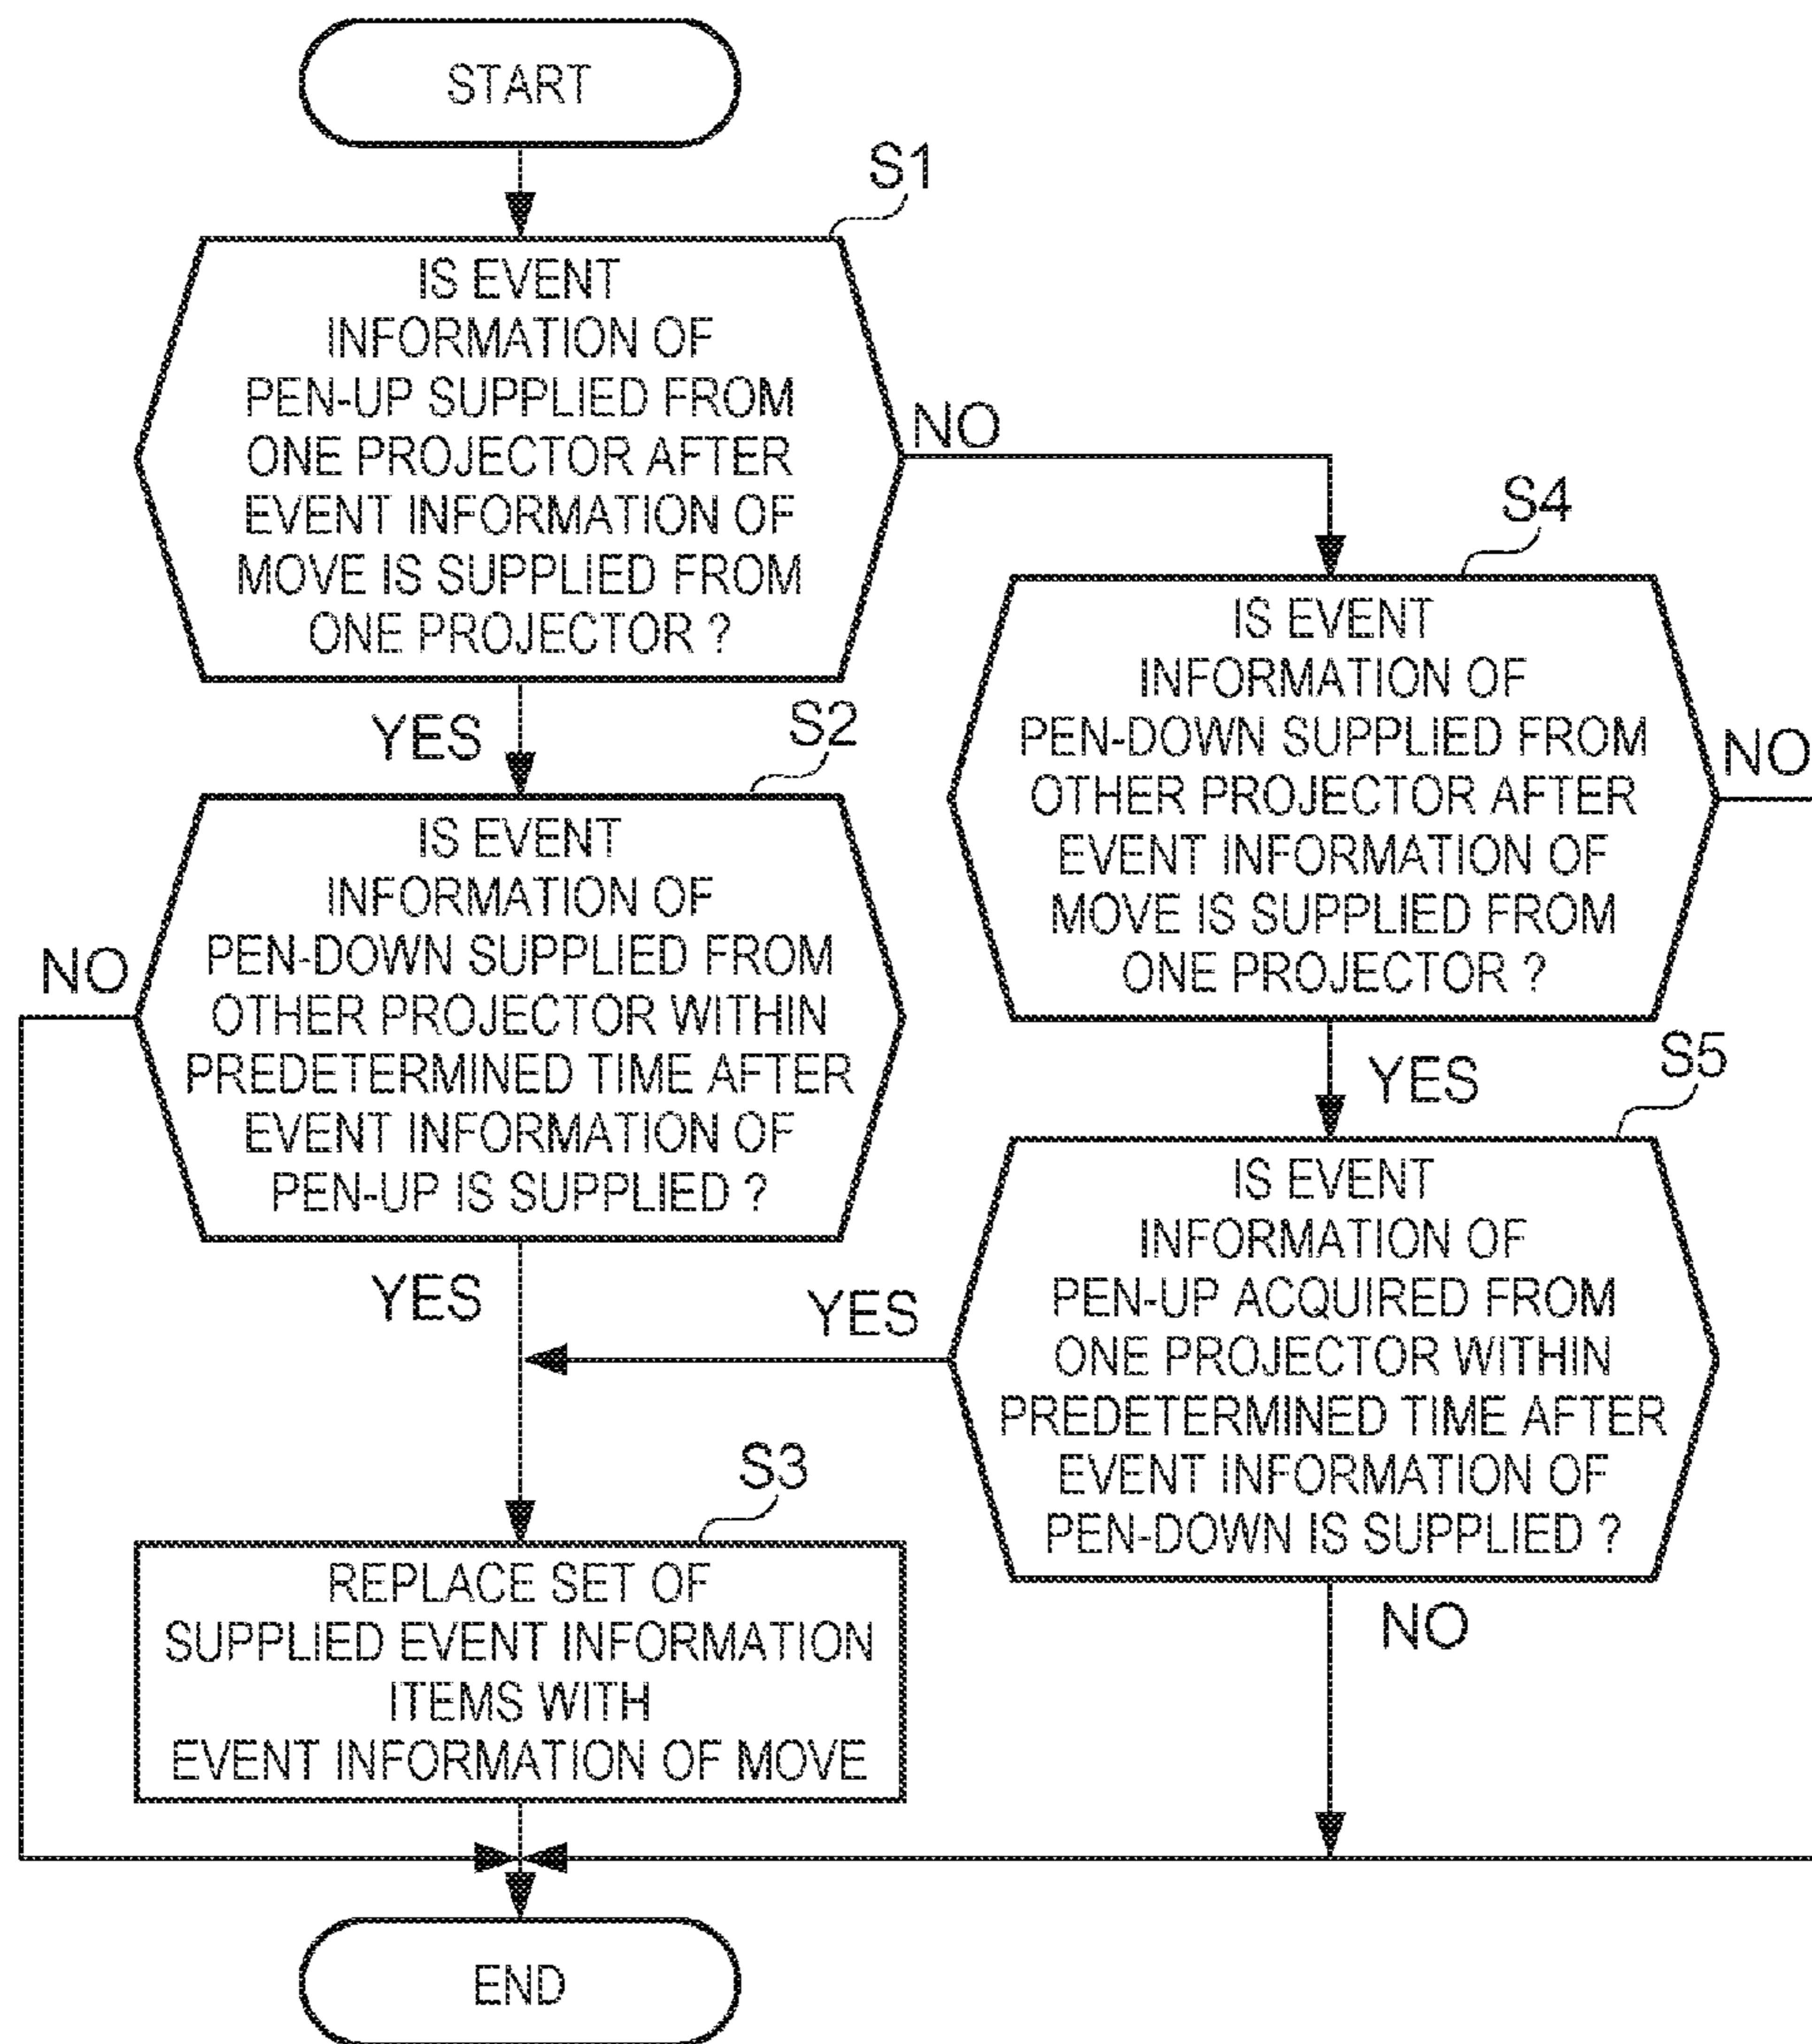 START
S1
IS EVENT
INFORMATION OF
PEN-UP SUPPLIED FROM
ONE PROJECTOR AFTER
EVENT INFORMATION OF
MOVE IS SUPPLIED FROM
ONE PROJECTOR ?
NO
YES
S2
IS EVENT
INFORMATION OF
PEN-DOWN SUPPLIED FROM
OTHER PROJECTOR WITHIN
PREDETERMINED TIME AFTER
EVENT INFORMATION OF
PEN-UP IS SUPPLIED ?
NO
YES
S3
REPLACE SET OF
SUPPLIED EVENT INFORMATION
ITEMS WITH
EVENT INFORMATION OF MOVE
S4
IS EVENT
INFORMATION OF
PEN-DOWN SUPPLIED FROM
OTHER PROJECTOR AFTER
EVENT INFORMATION OF
MOVE IS SUPPLIED FROM
ONE PROJECTOR ?
NO
YES
S5
IS EVENT
INFORMATION OF
PEN-UP ACQUIRED FROM
ONE PROJECTOR WITHIN
PREDETERMINED TIME AFTER
EVENT INFORMATION OF
PEN-DOWN IS SUPPLIED ?
YES
NO
END